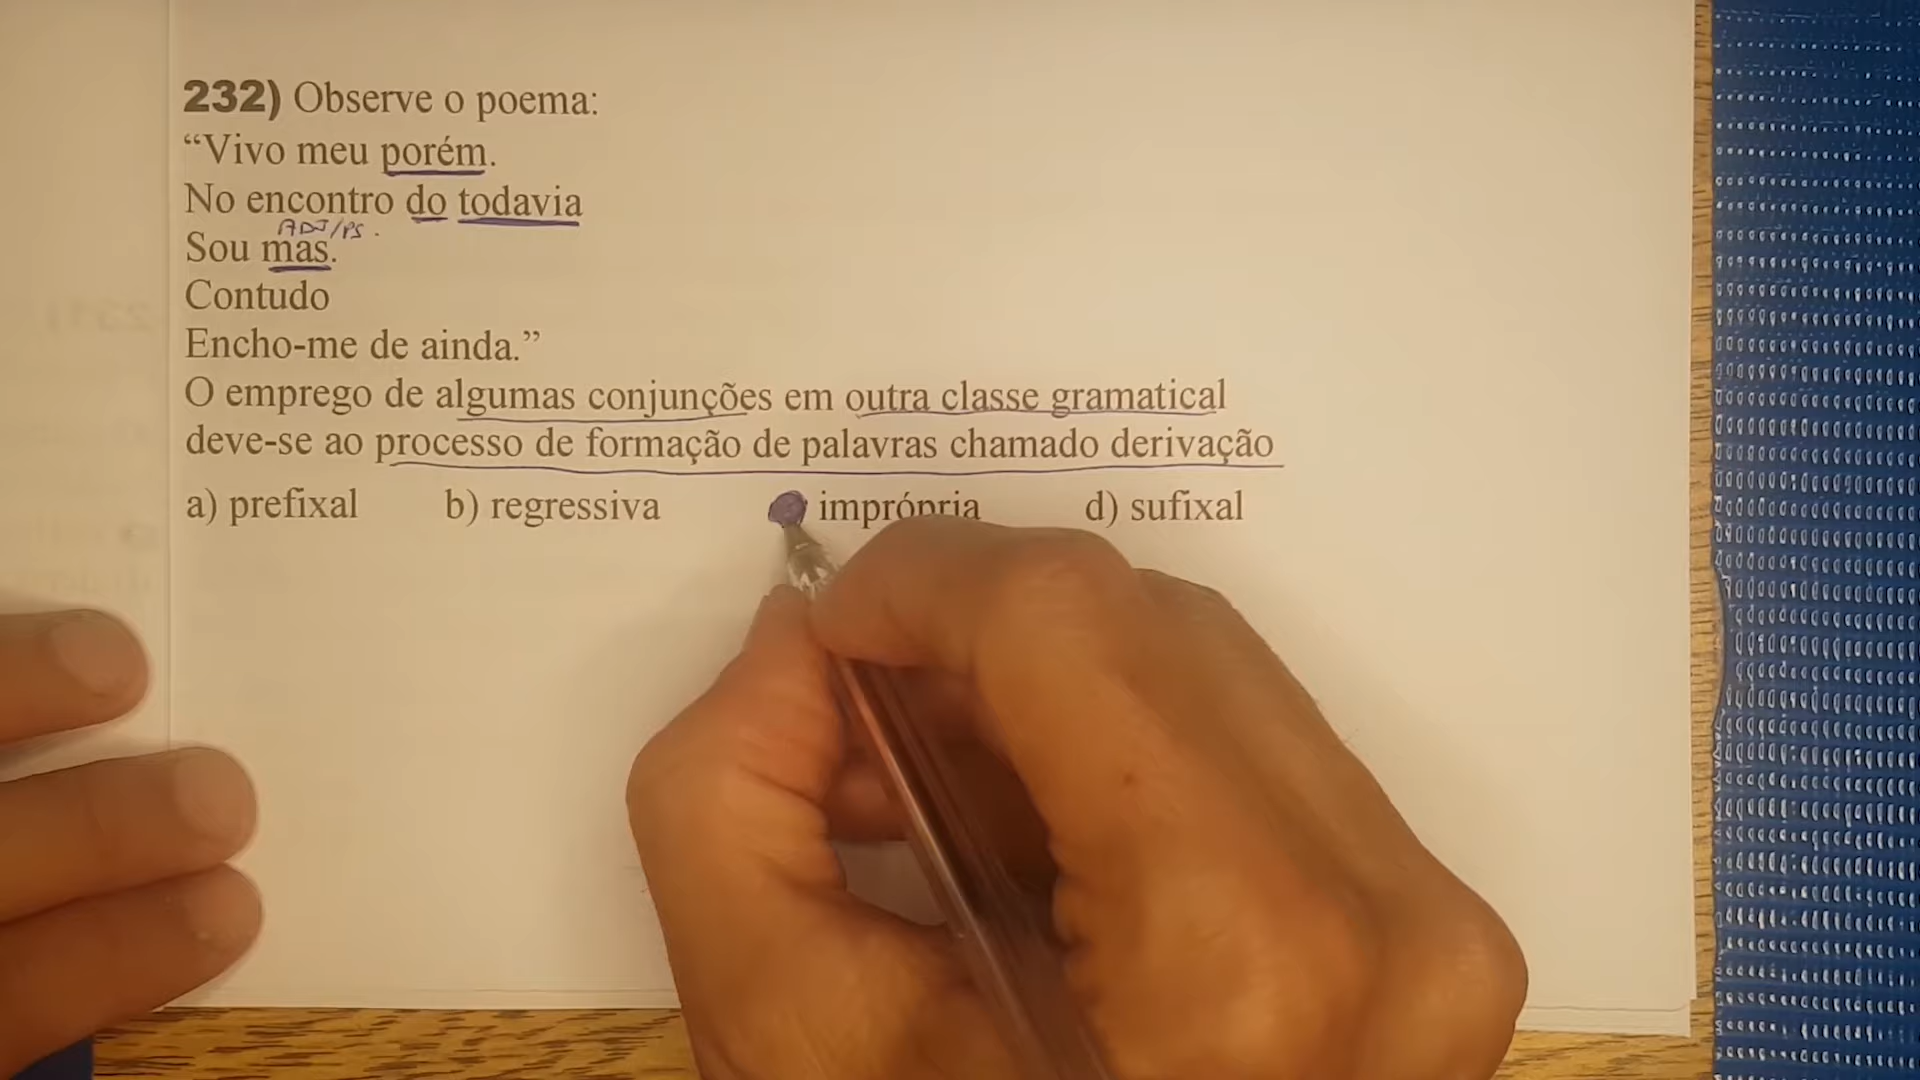 232) Observe o poema:
“Vivo meu porém.
No encontro do todavia
ADJ/PS.
Sou mas.
Contudo
Encho-me de ainda.”
O emprego de algumas conjunções em outra classe gramatical
deve-se ao processo de formação de palavras chamado derivação
a) prefixal b) regressiva imprópria d) sufixal